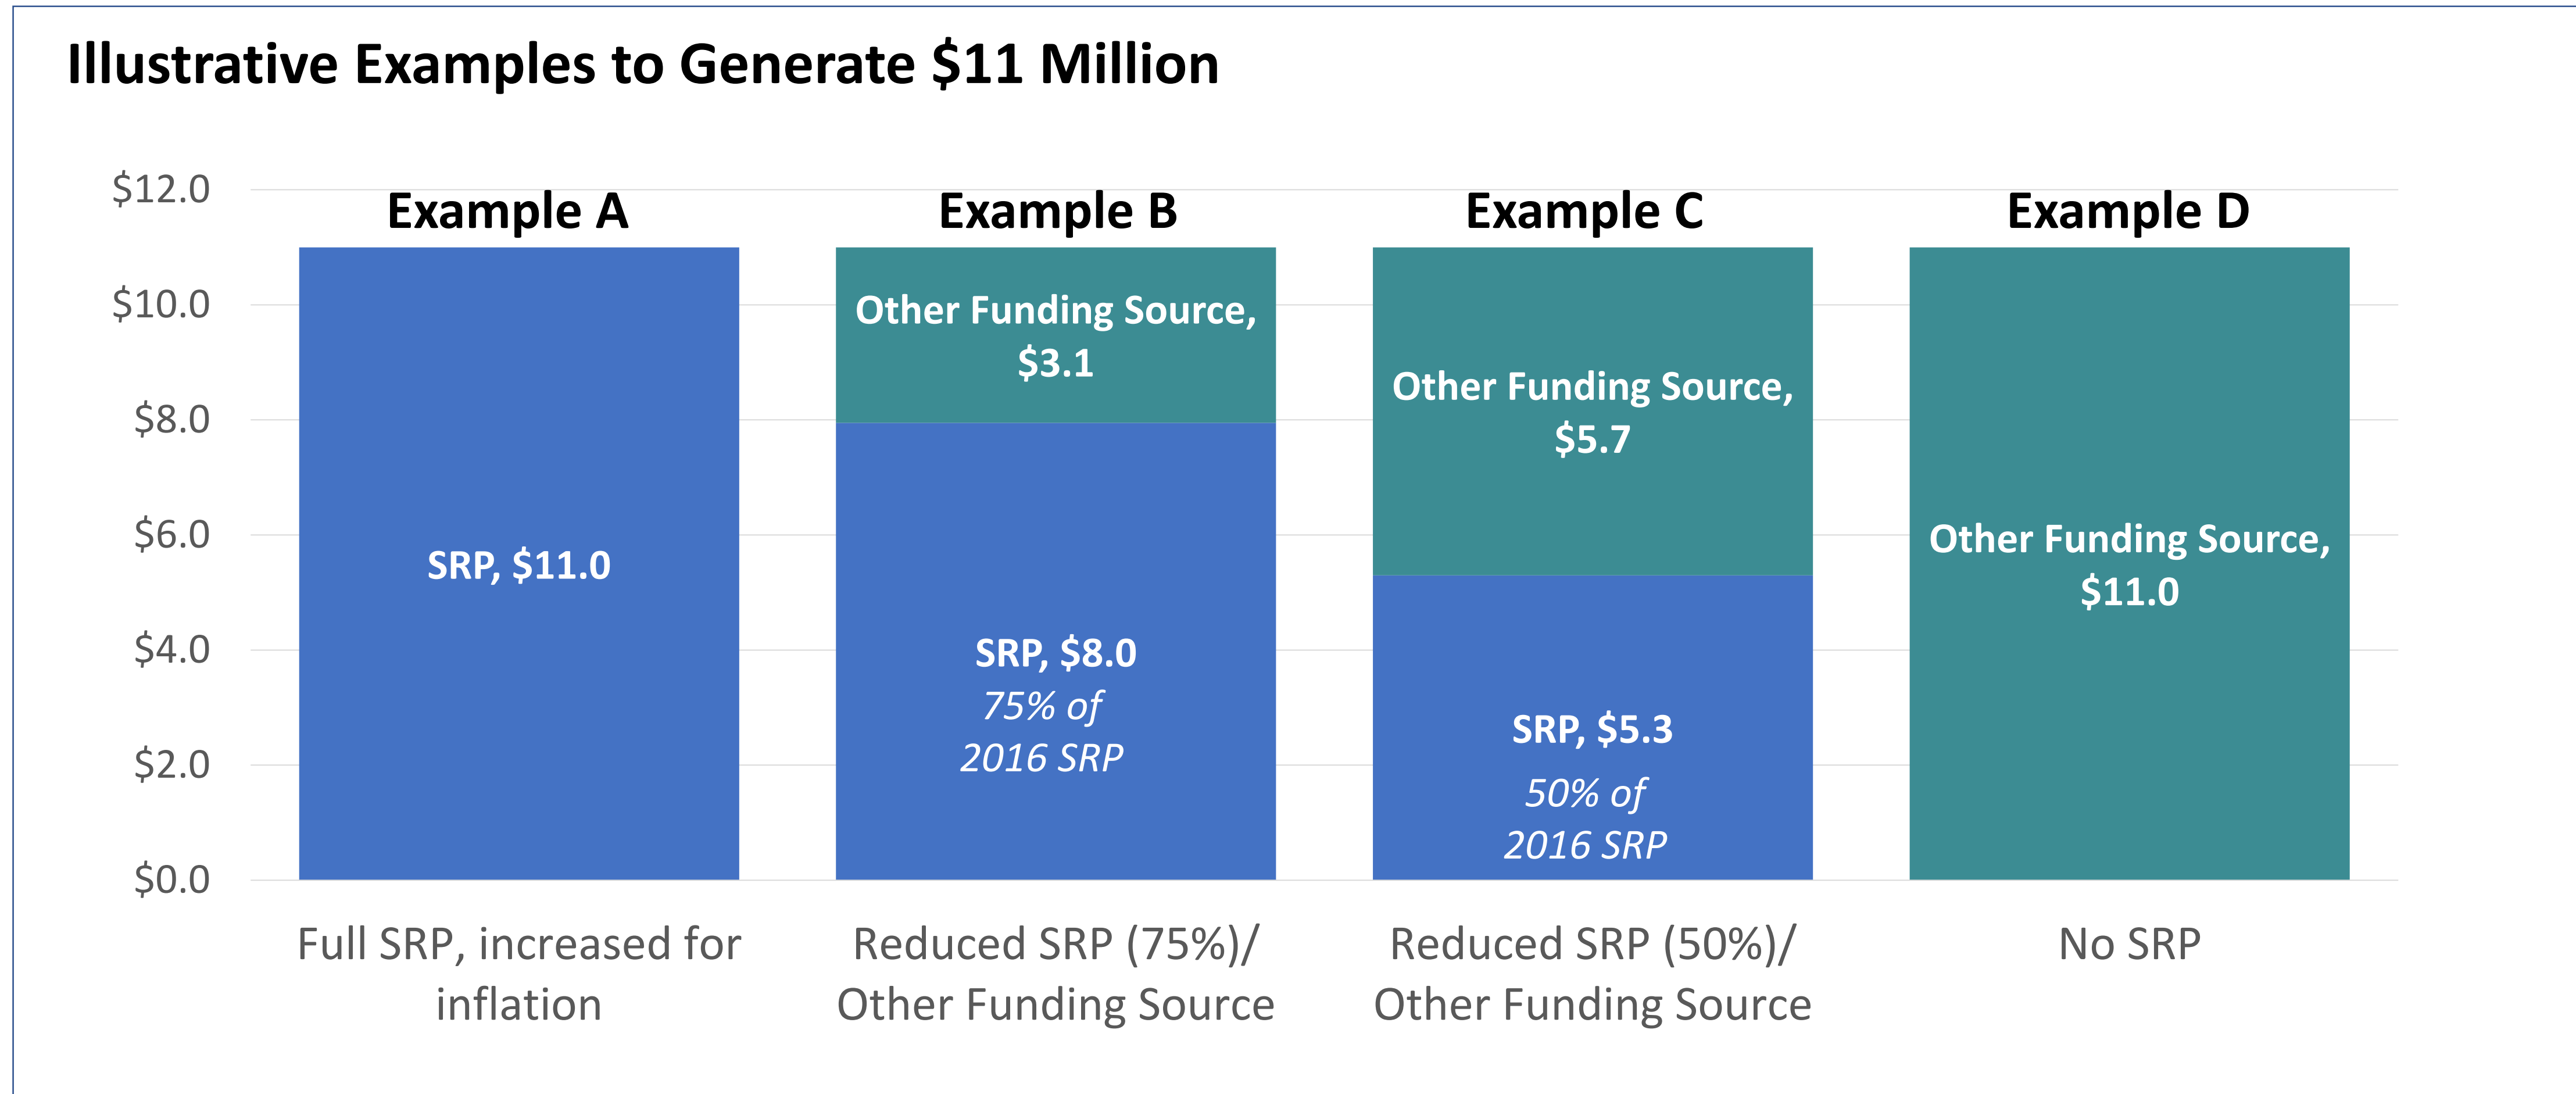 Illustrative Examples to Generate $11 Million
$12.0
$10.0
$8.0
$6.0
$4.0
$2.0
$0.0
Example A
SRP, $11.0
Full SRP, increased for
inflation
Example B
Other Funding Source,
$3.1
SRP, $8.0
75% of
2016 SRP
Reduced SRP (75%)/
Other Funding Source
Example C
Other Funding Source,
$5.7
SRP, $5.3
50% of
2016 SRP
Reduced SRP (50%)/
Other Funding Source
Example D
Other Funding Source,
$11.0
No SRP